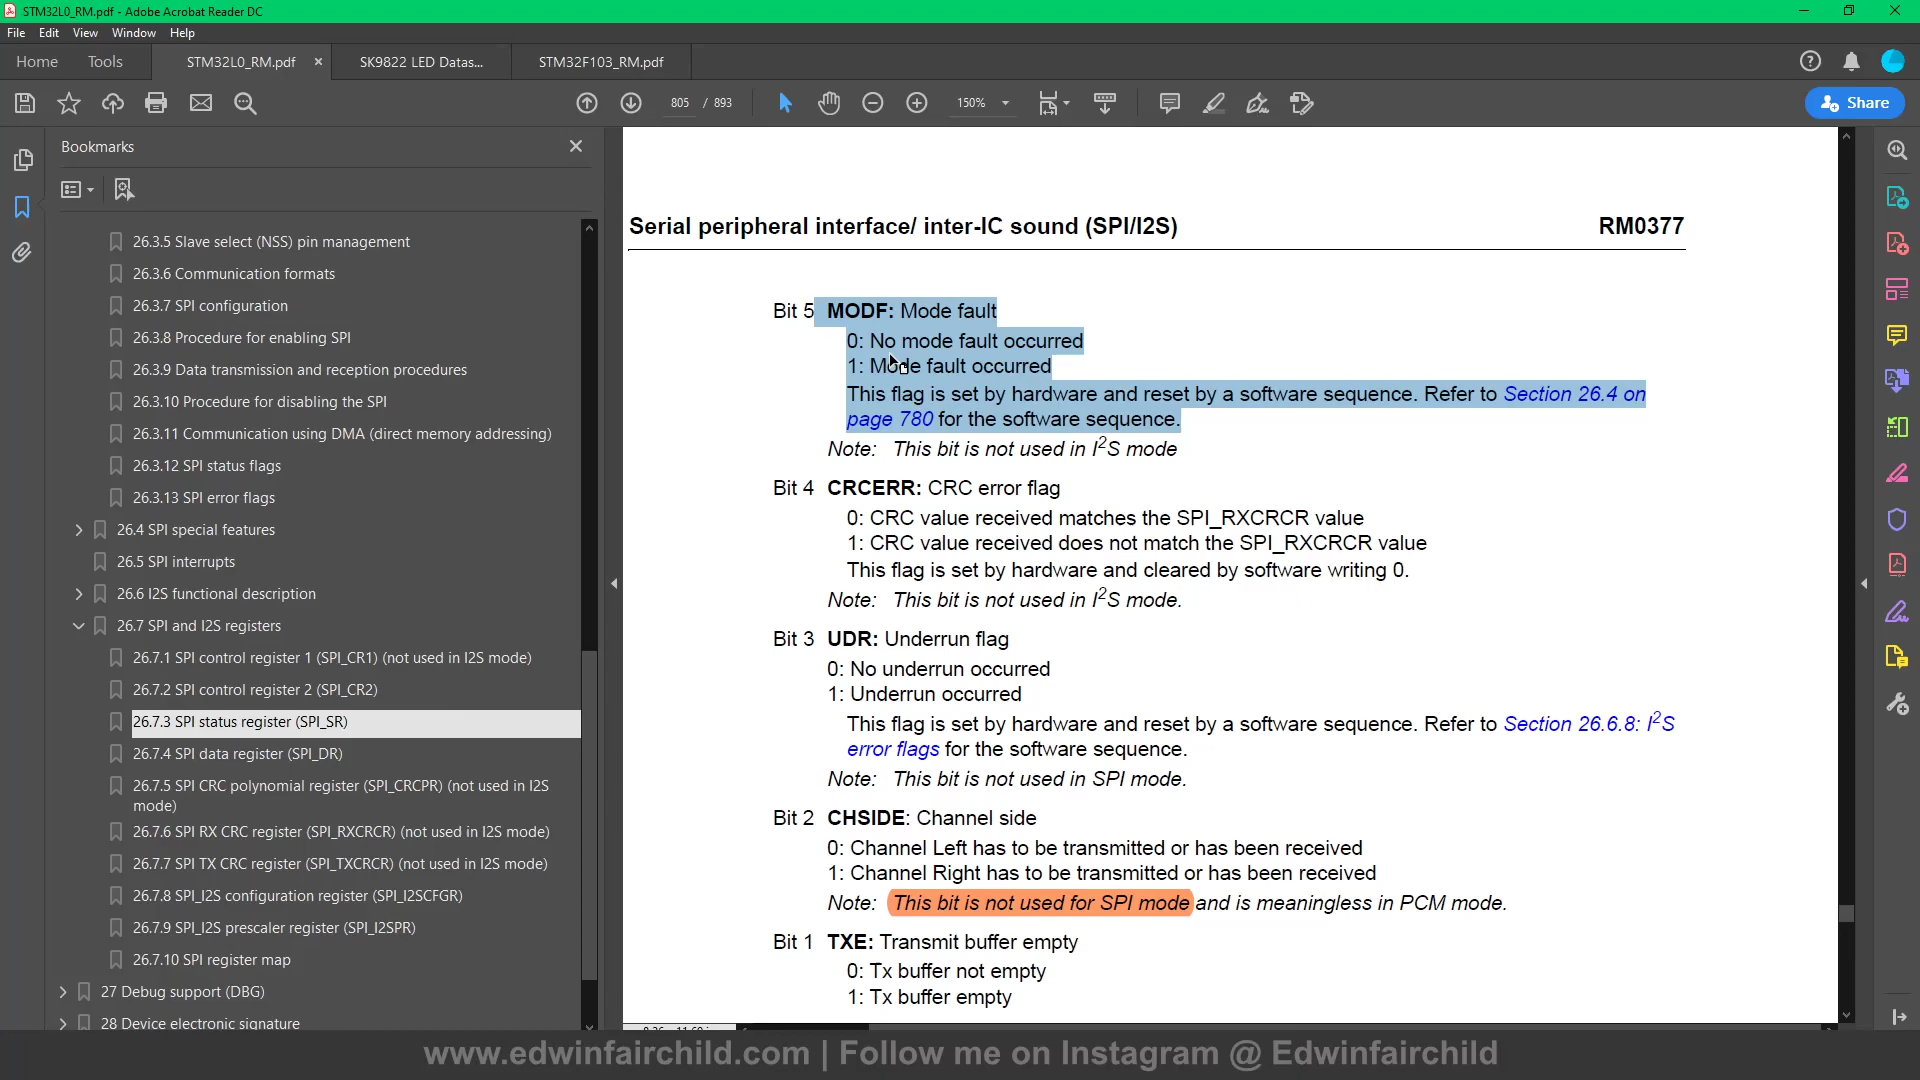 STM32L0_RM.pdf - Adobe Acrobat Reader DC
File Edit View Window Help
Home Tools STM32L0_RM.pdf × SK9822 LED Datas... STM32F103_RM.pdf
805 / 893 150% Share
Bookmarks
26.3.5 Slave select (NSS) pin management
26.3.6 Communication formats
26.3.7 SPI configuration
26.3.8 Procedure for enabling SPI
26.3.9 Data transmission and reception procedures
26.3.10 Procedure for disabling the SPI
26.3.11 Communication using DMA (direct memory addressing)
26.3.12 SPI status flags
26.3.13 SPI error flags
26.4 SPI special features
26.5 SPI interrupts
26.6 I2S functional description
26.7 SPI and I2S registers
26.7.1 SPI control register 1 (SPI_CR1) (not used in I2S mode)
26.7.2 SPI control register 2 (SPI_CR2)
26.7.3 SPI status register (SPI_SR)
26.7.4 SPI data register (SPI_DR)
26.7.5 SPI CRC polynomial register (SPI_CRCPR) (not used in I2S
mode)
26.7.6 SPI RX CRC register (SPI_RXCRCR) (not used in I2S mode)
26.7.7 SPI TX CRC register (SPI_TXCRCR) (not used in I2S mode)
26.7.8 SPI_I2S configuration register (SPI_I2SCFGR)
26.7.9 SPI_I2S prescaler register (SPI_I2SPR)
26.7.10 SPI register map
27 Debug support (DBG)
28 Device electronic signature
Serial peripheral interface/ inter-IC sound (SPI/I2S) RM0377
Bit 5 MODF: Mode fault
0: No mode fault occurred
1: Mode fault occurred
This flag is set by hardware and reset by a software sequence. Refer to Section 26.4 on
page 780 for the software sequence.
Note: This bit is not used in I²S mode
Bit 4 CRCERR: CRC error flag
0: CRC value received matches the SPI_RXCRCR value
1: CRC value received does not match the SPI_RXCRCR value
This flag is set by hardware and cleared by software writing 0.
Note: This bit is not used in I²S mode.
Bit 3 UDR: Underrun flag
0: No underrun occurred
1: Underrun occurred
This flag is set by hardware and reset by a software sequence. Refer to Section 26.6.8: I²S
error flags for the software sequence.
Note: This bit is not used in SPI mode.
Bit 2 CHSIDE: Channel side
0: Channel Left has to be transmitted or has been received
1: Channel Right has to be transmitted or has been received
Note: This bit is not used for SPI mode and is meaningless in PCM mode.
Bit 1 TXE: Transmit buffer empty
0: Tx buffer not empty
1: Tx buffer empty
www.edwinfairchild.com | Follow me on Instagram @ Edwinfairchild